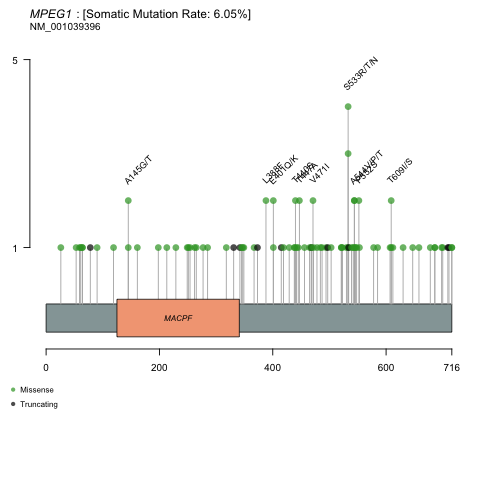 MPEG1 : [Somatic Mutation Rate: 6.05%]
NM_001039396
5
1
S533R/T/N
A145G/T
L388F
E401Q/K
V471I
T609I/S
MACPF
0
200
400
600
716
Missense
Truncating